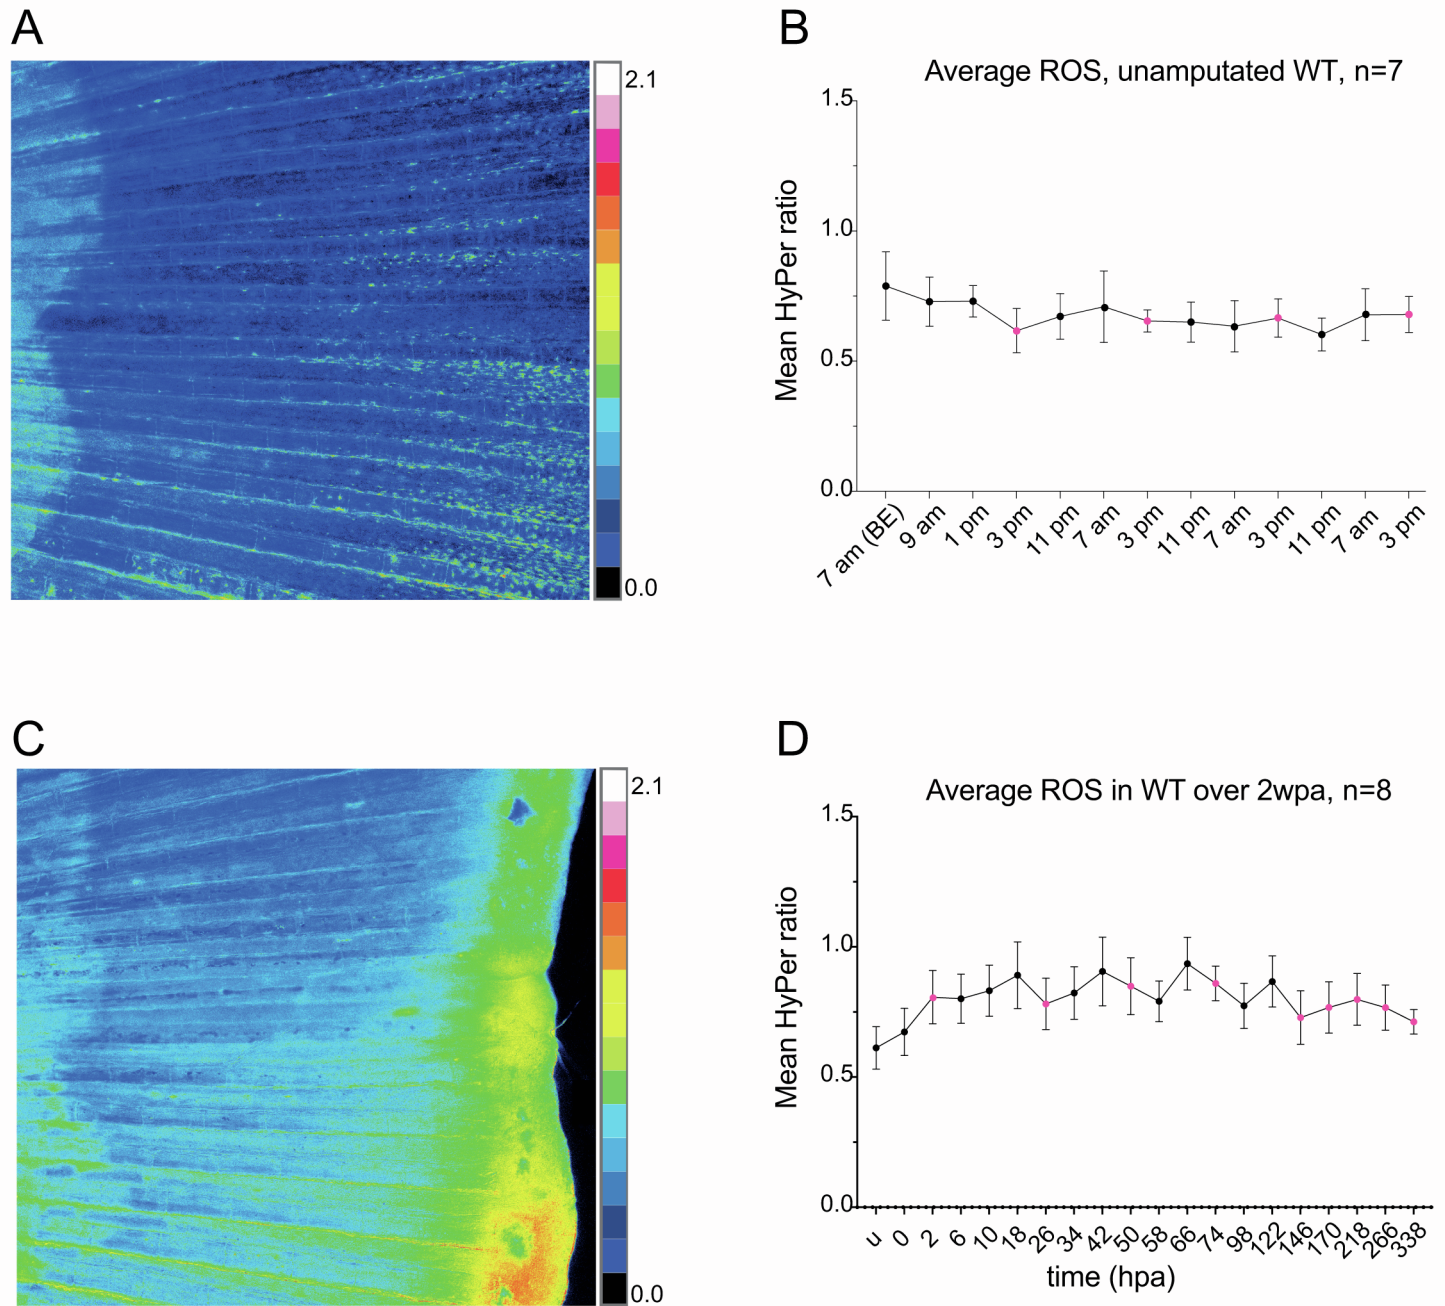 A
2.1
0.0
B
Average ROS, unamputated WT, n=7
Mean HyPer ratio
1.5
1.0
0.5
0.0
7 am (BE)
9 am
1 pm
3 pm
11 pm
7 am
3 pm
11 pm
7 am
3 pm
11 pm
7 am
3 pm
C
2.1
0.0
D
Average ROS in WT over 2wpa, n=8
Mean HyPer ratio
1.5
1.0
0.5
0.0
u
0
2
6
10
18
26
34
42
50
58
66
74
98
122
146
170
218
266
338
time (hpa)